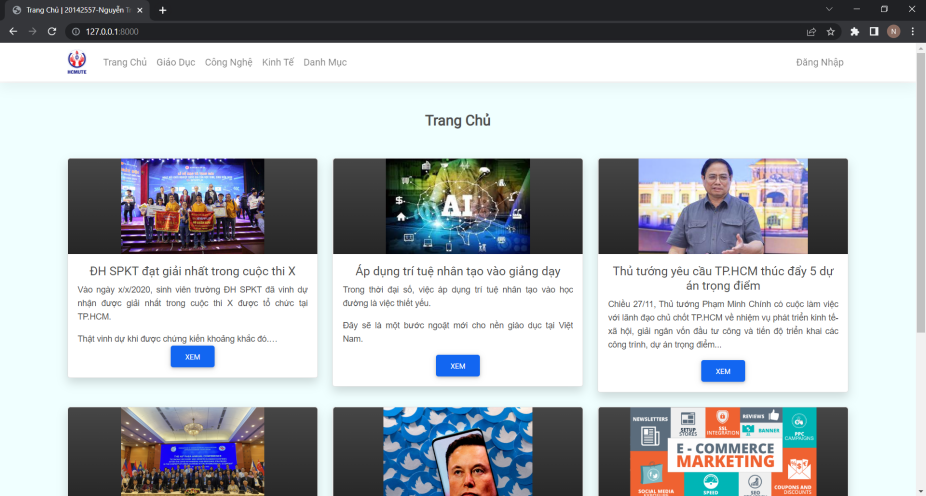 Trang Chủ | 20142557-Nguyễn Tr
127.0.0.1:8000
N
HCMUTE
Trang Chủ Giáo Dục Công Nghệ Kinh Tế Danh Mục
Đăng Nhập
Trang Chủ
AI
ĐH SPKT đạt giải nhất trong cuộc thi X
Vào ngày x/x/2020, sinh viên trường ĐH SPKT đã vinh dự
nhận được giải nhất trong cuộc thi X được tổ chức tại
TP.HCM.
Thật vinh dự khi được chứng kiến khoảng khắc đó....
XEM
Áp dụng trí tuệ nhân tạo vào giảng dạy
Trong thời đại số, việc áp dụng trí tuệ nhân tạo vào học
đường là việc thiết yếu.
Đây sẽ là một bước ngoặt mới cho nền giáo dục tại Việt
Nam.
XEM
Thủ tướng yêu cầu TP.HCM thúc đẩy 5 dự
án trọng điểm
Chiều 27/11, Thủ tướng Phạm Minh Chính có cuộc làm việc
với lãnh đạo chủ chốt TP.HCM về nhiệm vụ phát triển kinh tế-
xã hội, giải ngân vốn đầu tư công và tiến độ triển khai các
công trình, dự án trọng điểm...
XEM
NEWSLETTERS
SETUP
STORES
SSL
INTEGRATION
REVIEWS
BANNER
PPC
CAMPAIGNS
E - COMMERCE
MARKETING
SOCIAL MEDIA
SPEED
SEO
COUPONS AND
DISCOUNTS